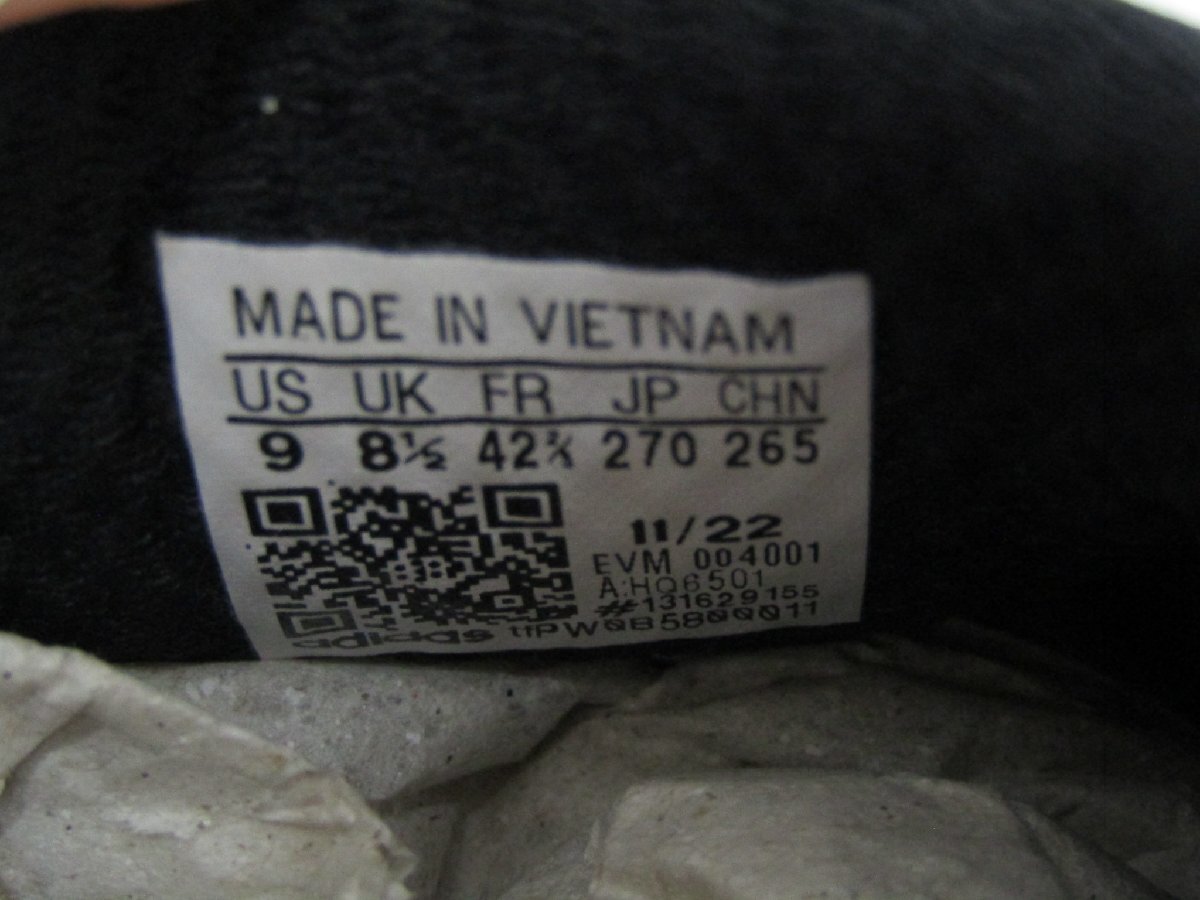 MADE IN VIETNAM
US UK FR JP CHN
9 8½ 42⅔ 270 265
11/22
EVM 004001
A:HQ6501
#131629155
adidas